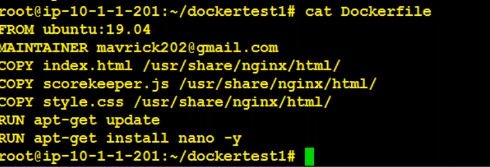 root@ip-10-1-1-201:~/dockertest1# cat Dockerfile
FROM ubuntu:19.04
MAINTAINER mavrick202@gmail.com
COPY index.html /usr/share/nginx/html/
COPY scorekeeper.js /usr/share/nginx/html/
COPY style.css /usr/share/nginx/html/
RUN apt-get update
RUN apt-get install nano -y
root@ip-10-1-1-201:~/dockertest1#